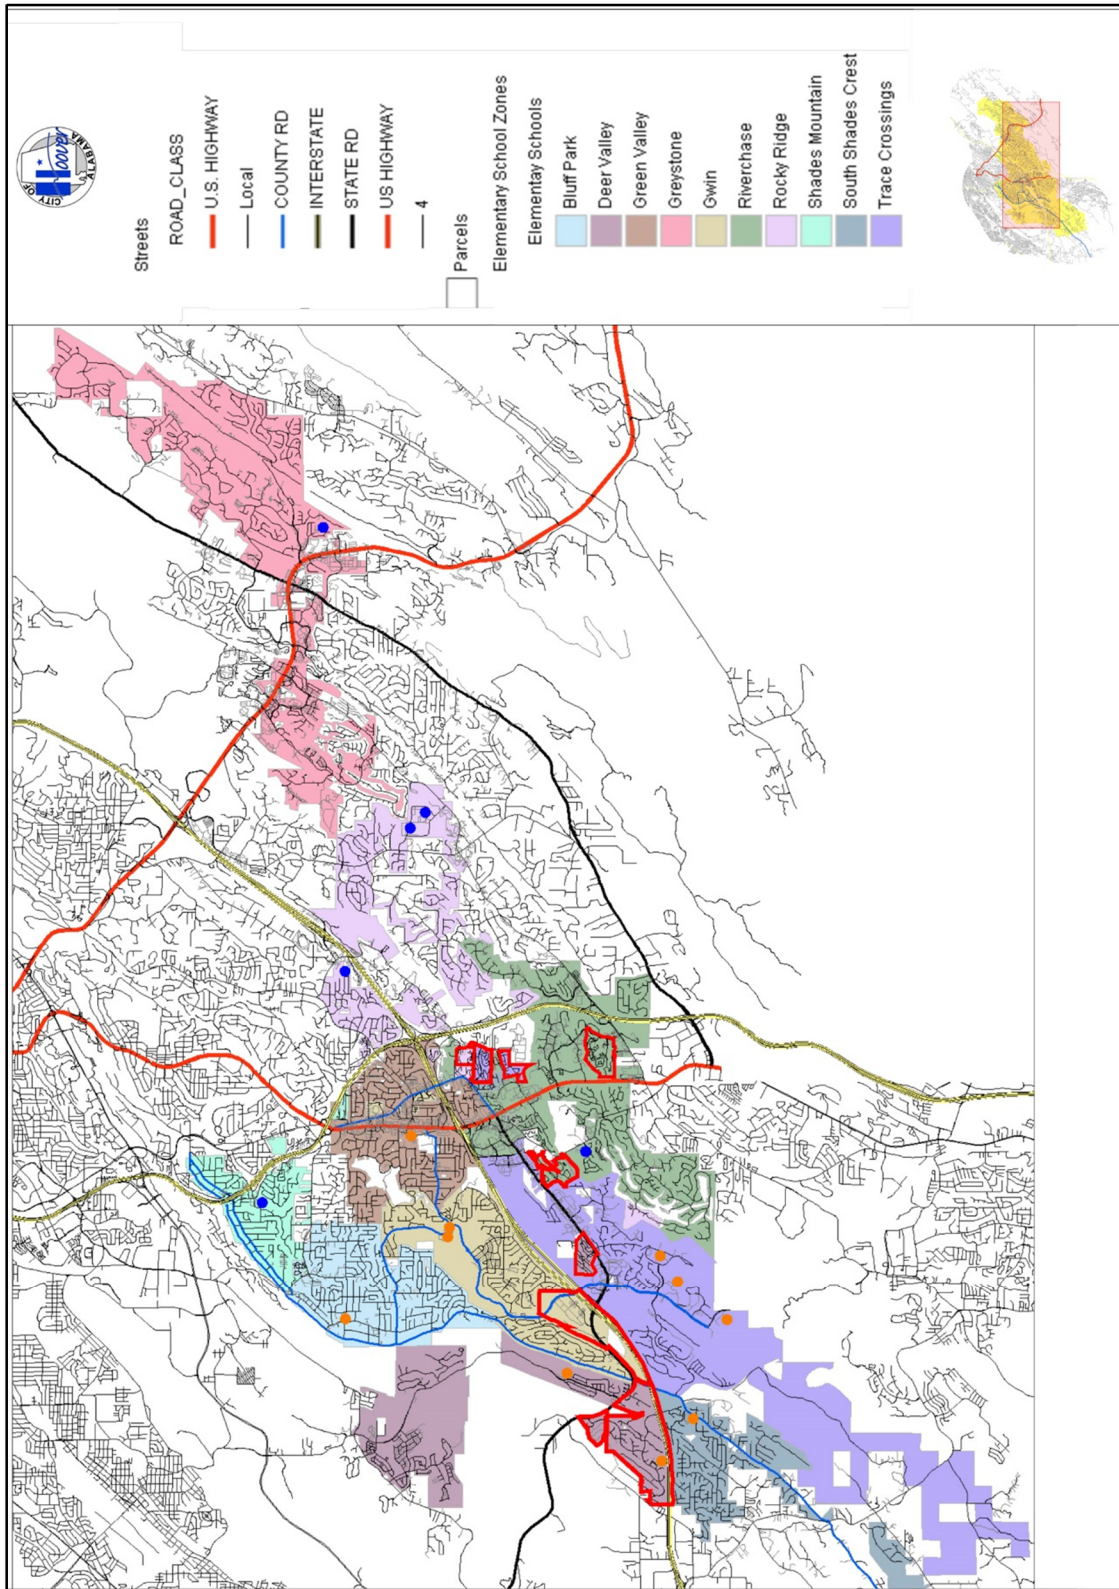 CITY OF
Hoover
ALABAMA
Streets
ROAD_CLASS
U.S. HIGHWAY
Local
COUNTY RD
INTERSTATE
STATE RD
US HIGHWAY
4
Parcels
Elementary School Zones
Elementay Schools
Bluff Park
Deer Valley
Green Valley
Greystone
Gwin
Riverchase
Rocky Ridge
Shades Mountain
South Shades Crest
Trace Crossings